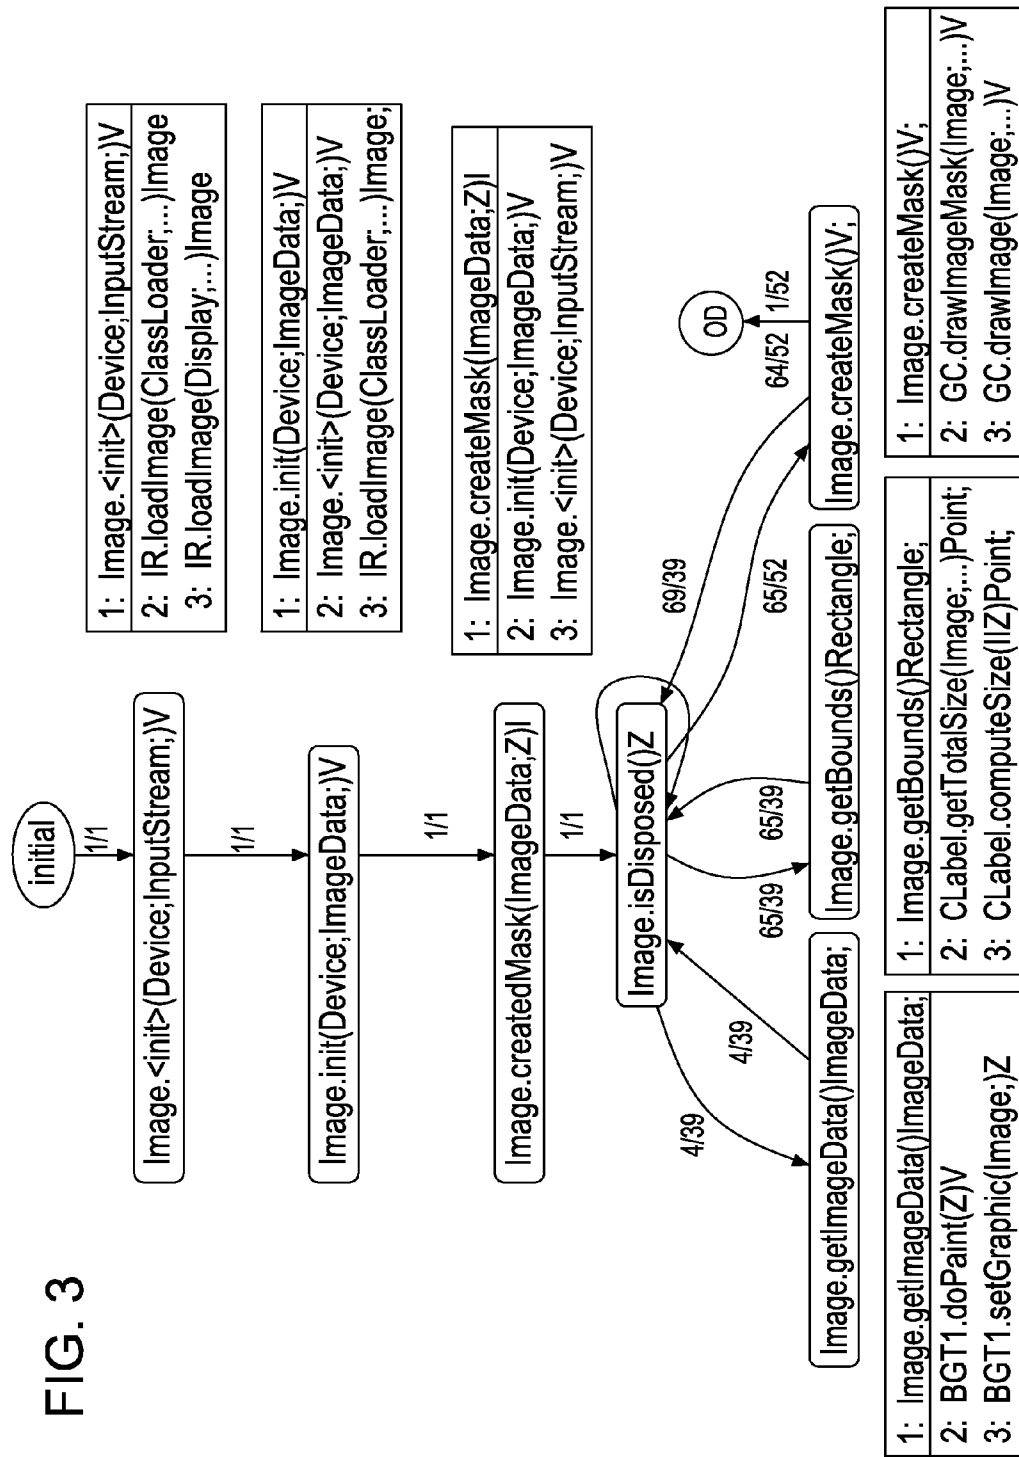 FIG. 3
initial
1/1
Image.<init>(Device;InputStream;)V
1: Image.<init>(Device;InputStream;)V
2: IR.loadImage(ClassLoader;...)Image
3: IR.loadImage(Display;...)Image
1/1
Image.init(Device;ImageData;)V
1: Image.init(Device;ImageData;)V
2: Image.<init>(Device;ImageData;)V
3: IR.loadImage(ClassLoader;...)Image;
1/1
Image.createdMask(ImageData;Z)I
1: Image.createMask(ImageData;Z)I
2: Image.init(Device;ImageData;)V
3: Image.<init>(Device;InputStream;)V
1/1
Image.isDisposed()Z
4/39
4/39
65/39
65/39
65/52
69/39
OD
64/52
1/52
Image.getImageData()ImageData;
Image.getBounds()Rectangle;
Image.createMask()V;
1: Image.getImageData()ImageData;
2: BGT1.doPaint(Z)V
3: BGT1.setGraphic(Image;)Z
1: Image.getBounds()Rectangle;
2: CLabel.getTotalSize(Image;...)Point;
3: CLabel.computeSize(IIZ)Point;
1: Image.createMask()V;
2: GC.drawImageMask(Image;...)V
3: GC.drawImage(Image;...)V